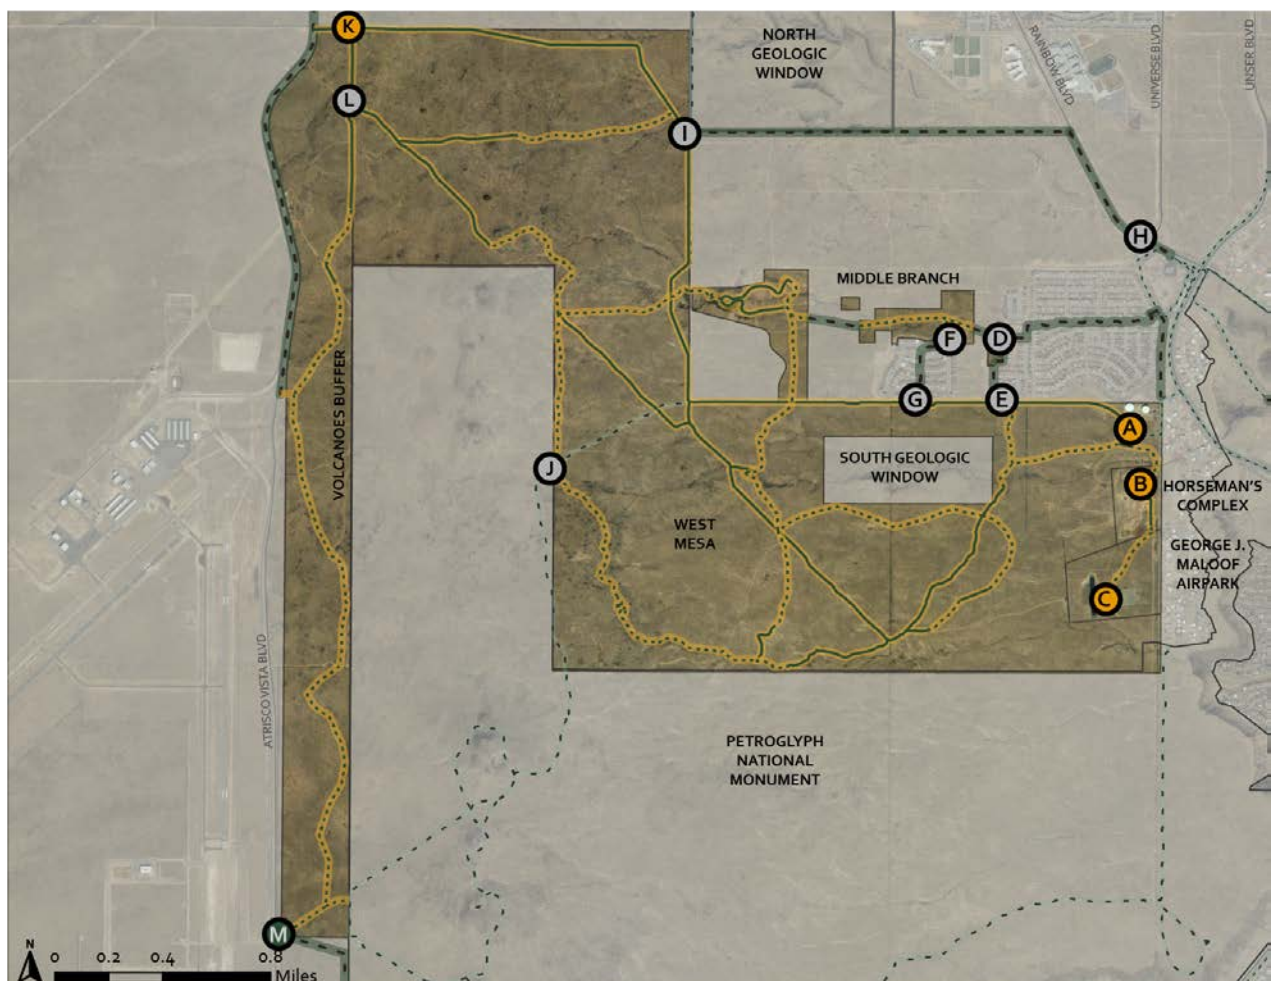 K
NORTH
GEOLOGIC
WINDOW
RAINBOW BLVD
UNIVERSE BLVD
UNSER BLVD
L
I
H
MIDDLE BRANCH
F
D
G
E
A
VOLCANOES BUFFER
SOUTH GEOLOGIC
WINDOW
J
B
HORSEMAN'S
COMPLEX
WEST
MESA
GEORGE J.
MALOOF
AIRPARK
C
ATRISCO VISTA BLVD
PETROGLYPH
NATIONAL
MONUMENT
M
N
0 0.2 0.4 0.8
Miles